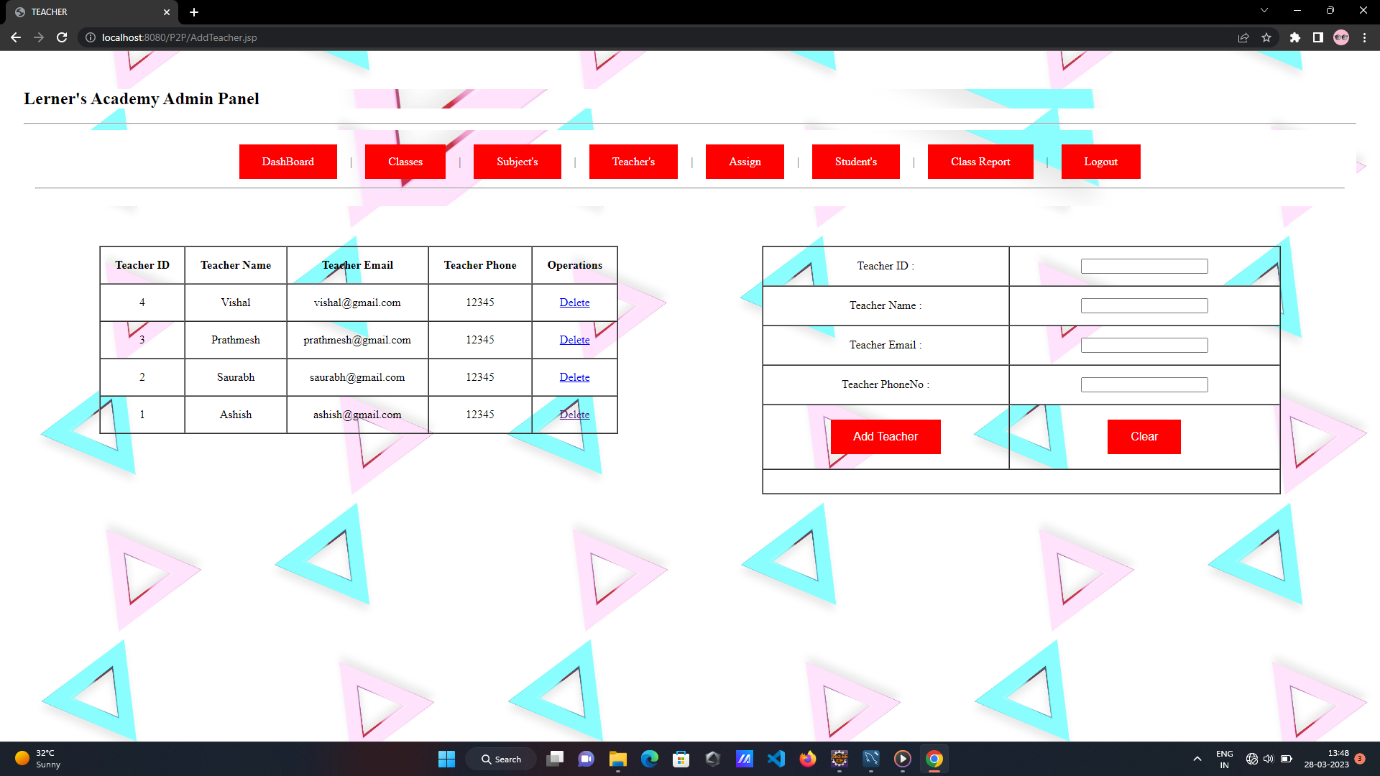 TEACHER
localhost:8080/P2P/AddTeacher.jsp
Lerner's Academy Admin Panel
DashBoard | Classes | Subject's | Teacher's | Assign | Student's | Class Report | Logout
Teacher ID Teacher Name Teacher Email Teacher Phone Operations
4 Vishal vishal@gmail.com 12345 Delete
3 Prathmesh prathmesh@gmail.com 12345 Delete
2 Saurabh saurabh@gmail.com 12345 Delete
1 Ashish ashish@gmail.com 12345 Delete
Teacher ID :
Teacher Name :
Teacher Email :
Teacher PhoneNo :
Add Teacher Clear
32°C
Sunny
Search
ENG
IN
13:48
28-03-2023
3